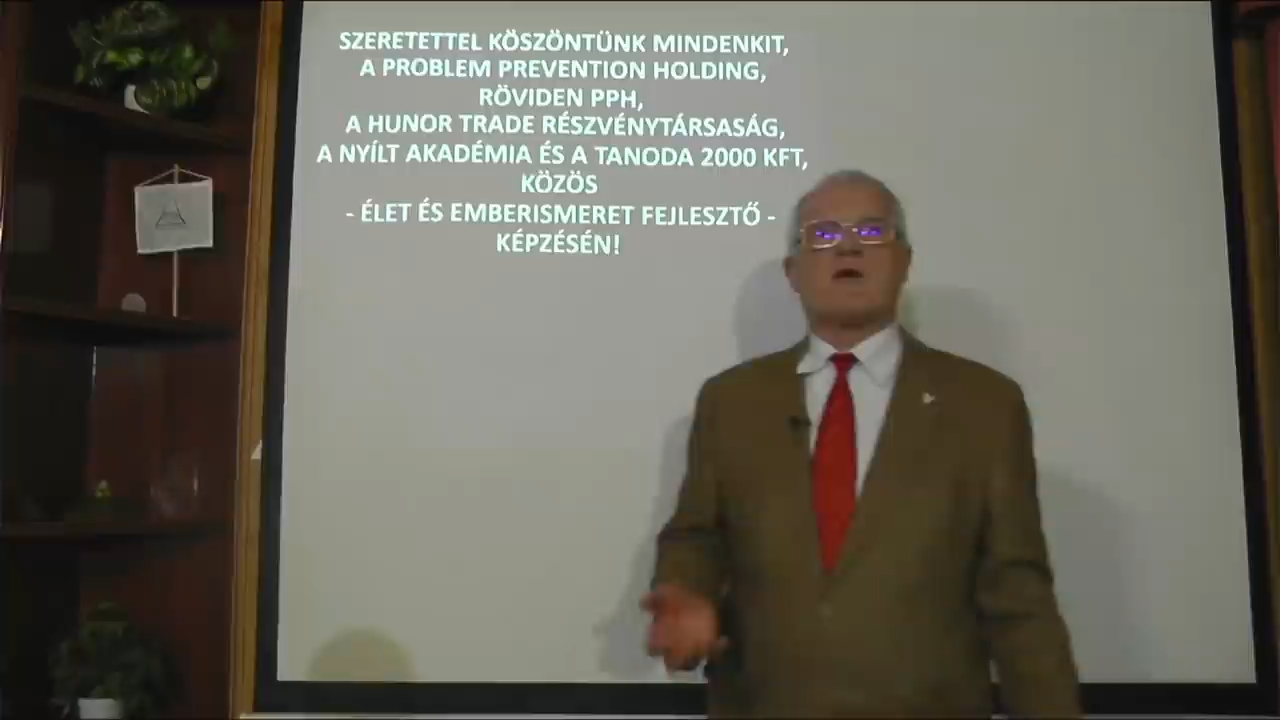 SZERETETTEL KÖSZÖNTÜNK MINDENKIT,
A PROBLEM PREVENTION HOLDING,
RÖVIDEN PPH,
A HUNOR TRADE RÉSZVÉNYTÁRSASÁG,
A NYÍLT AKADÉMIA ÉS A TANODA 2000 KFT,
KÖZÖS
- ÉLET ÉS EMBERISMERET FEJLESZTŐ -
KÉPZÉSÉN!